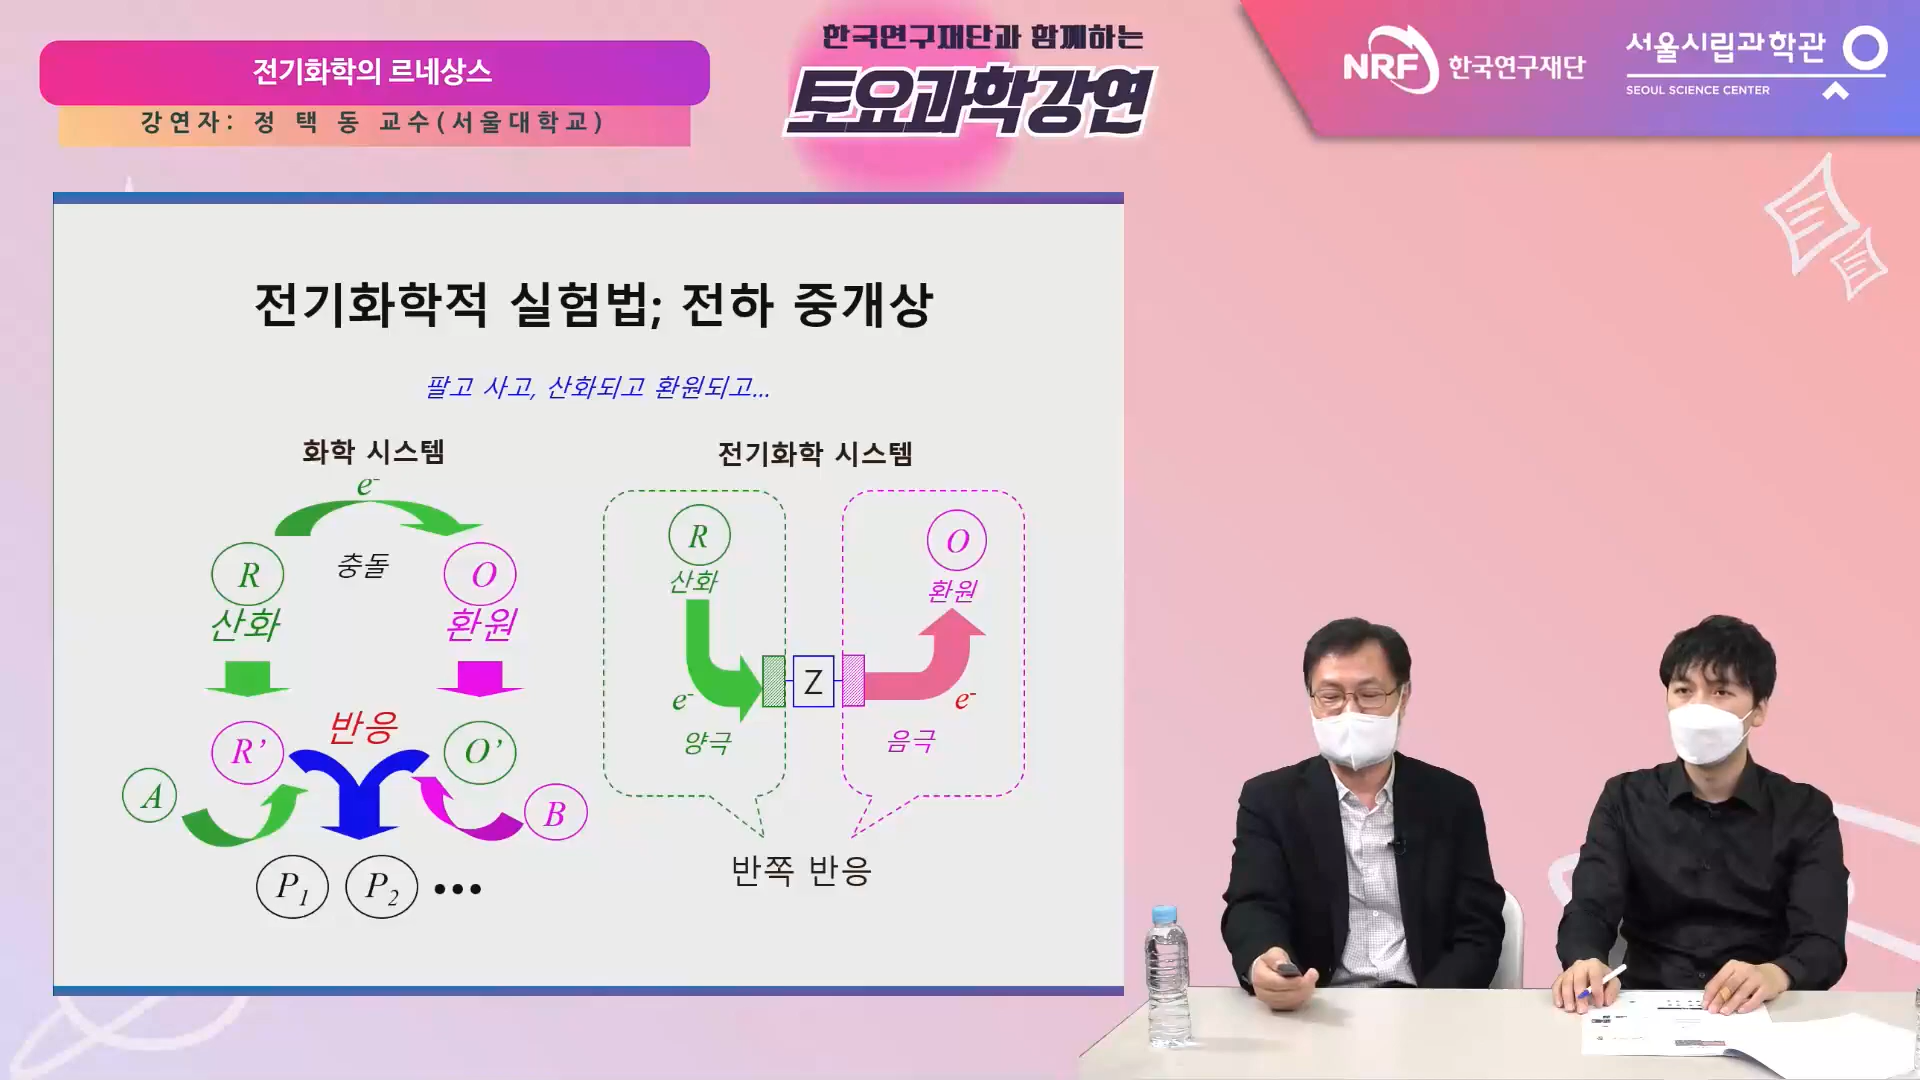 전기화학의 르네상스
강연자: 정 택 동 교수(서울대학교)
한국연구재단과 함께하는
토요과학강연
NRF 한국연구재단
서울시립과학관
SEOUL SCIENCE CENTER
전기화학적 실험법; 전하 중개상
팔고 사고, 산화되고 환원되고...
화학 시스템
e-
R
충돌
O
산화
환원
R'
반응
O'
A
B
P1 P2 •••
전기화학 시스템
R
산화
O
환원
Z
e-
e-
양극
음극
반쪽 반응